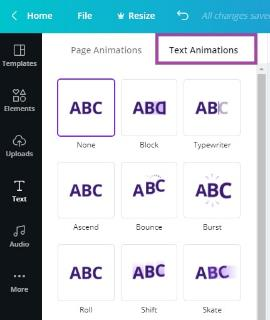 Home File Resize All changes saved
Page Animations Text Animations
Templates
Elements
Uploads
Text
Audio
More
ABC ABC ABC
None Block Typewriter
ABC ABC ABC
Ascend Bounce Burst
ABC ABC ABC
Roll Shift Skate